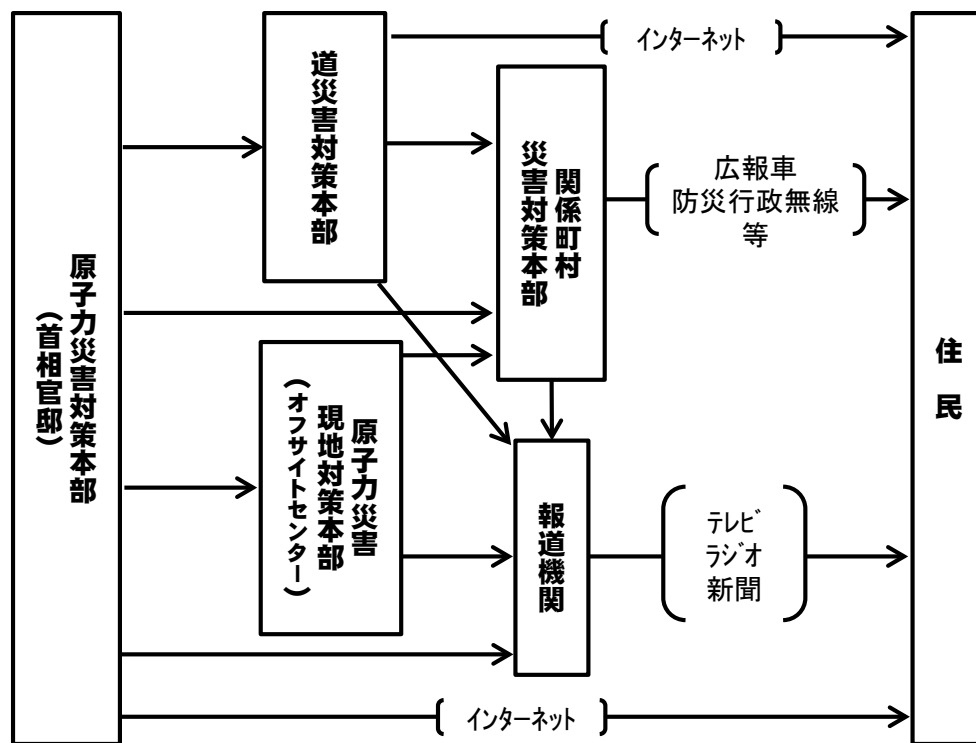 原子力災害対策本部
（首相官邸）
道災害対策本部
原子力災害
現地対策本部
（オフサイトセンター）
関係町村
災害対策本部
報道機関
インターネット
広報車
防災行政無線
等
テレビ
ラジオ
新聞
インターネット
住民